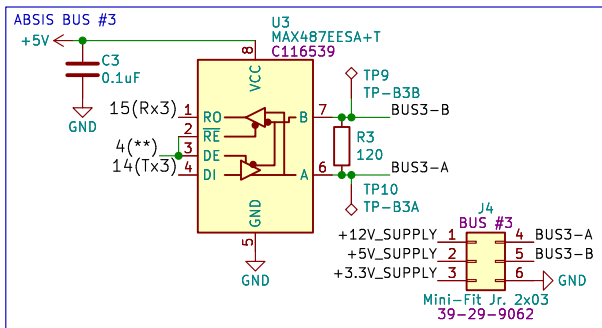 ABSIS BUS #3
+5V
C3
0.1uF
GND
U3
MAX487EESA+T
C116539
8
VCC
15(Rx3)
1
RO
2
RE
4(**)
3
DE
14(Tx3)
4
DI
B
7
A
6
GND
5
GND
TP9
TP-B3B
BUS3-B
R3
120
BUS3-A
TP10
TP-B3A
J4
BUS #3
+12V_SUPPLY
1
4
BUS3-A
+5V_SUPPLY
2
5
BUS3-B
+3.3V_SUPPLY
3
6
GND
Mini-Fit Jr. 2x03
39-29-9062